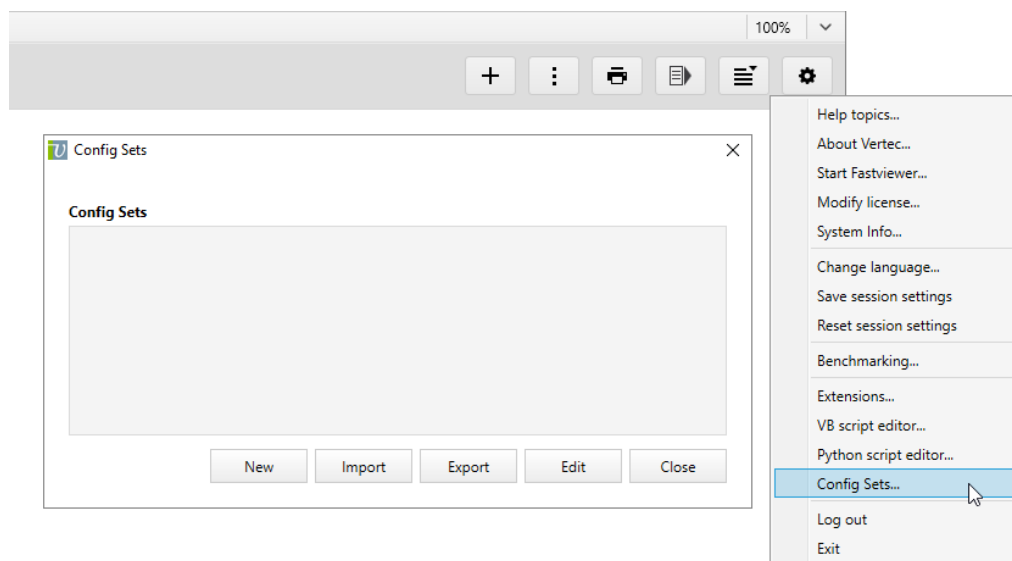 100%
Config Sets
Config Sets
New Import Export Edit Close
Help topics...
About Vertec...
Start Fastviewer...
Modify license...
System Info...
Change language...
Save session settings
Reset session settings
Benchmarking...
Extensions...
VB script editor...
Python script editor...
Config Sets...
Log out
Exit